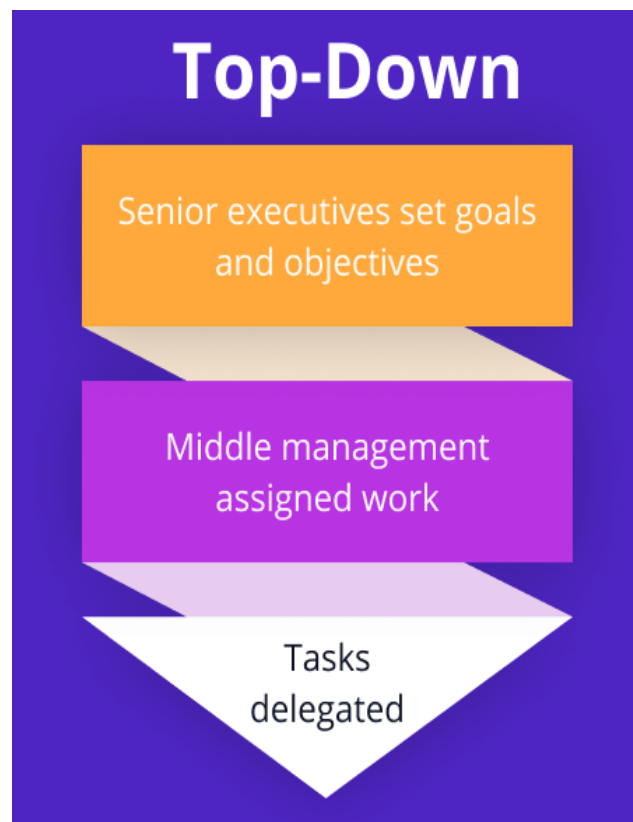 Top-Down
Senior executives set goals
and objectives
Middle management
assigned work
Tasks
delegated